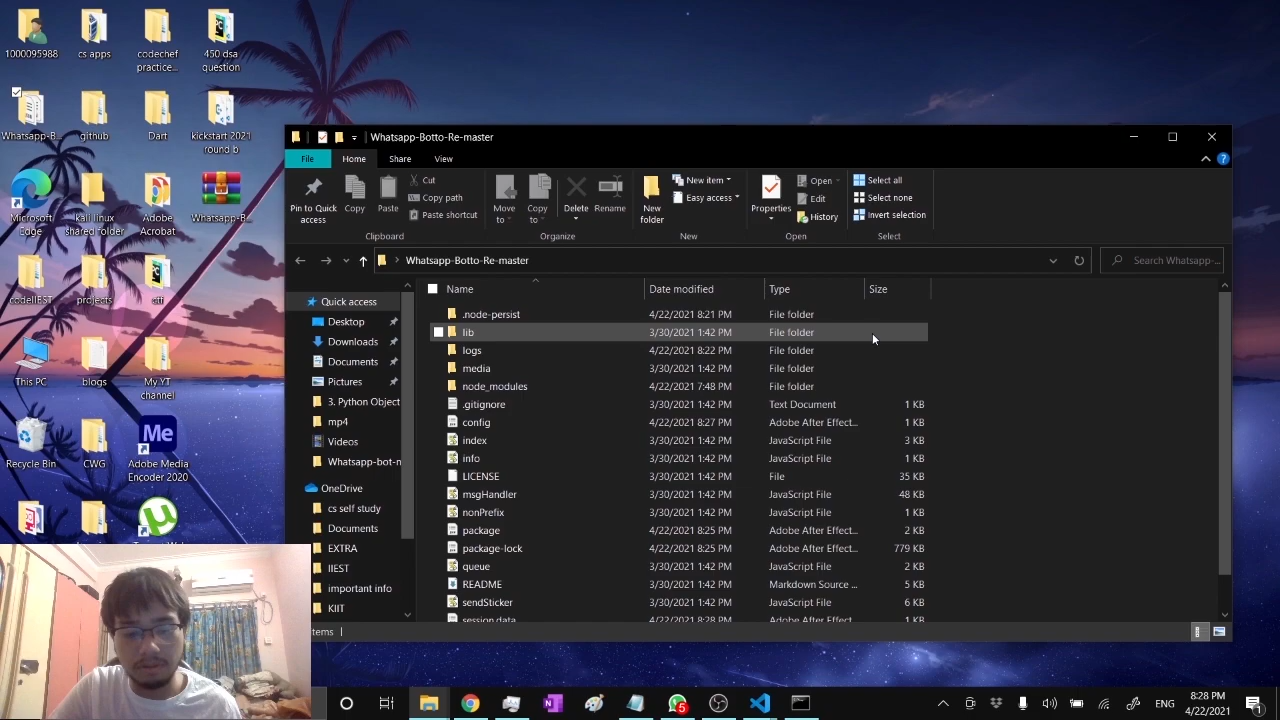 1000095988
cs apps
codechef
practice...
450 dsa
question
Whatsapp-B...
github
Dart
kickstart 2021
round b
Microsoft
Edge
kali linux
shared folder
Adobe
Acrobat
Whatsapp-B...
codeIIEST
projects
ctf
This PC
blogs
My YT
channel
Recycle Bin
CWG
Adobe Media
Encoder 2020
Whatsapp-Botto-Re-master
File
Home
Share
View
Pin to Quick
access
Copy
Paste
Cut
Copy path
Paste shortcut
Clipboard
Move
to
Copy
to
Delete
Rename
Organize
New
folder
New item
Easy access
New
Properties
Open
Edit
History
Open
Select all
Select none
Invert selection
Select
Whatsapp-Botto-Re-master
Search Whatsapp-...
Quick access
Desktop
Downloads
Documents
Pictures
3. Python Object
mp4
Videos
Whatsapp-bot-n
OneDrive
cs self study
Documents
EXTRA
IIEST
important info
KIIT
Name Date modified Type Size
.node-persist 4/22/2021 8:21 PM File folder
lib 3/30/2021 1:42 PM File folder
logs 4/22/2021 8:22 PM File folder
media 3/30/2021 1:42 PM File folder
node_modules 4/22/2021 7:48 PM File folder
.gitignore 3/30/2021 1:42 PM Text Document 1 KB
config 4/22/2021 8:27 PM Adobe After Effect... 1 KB
index 3/30/2021 1:42 PM JavaScript File 3 KB
info 3/30/2021 1:42 PM JavaScript File 1 KB
LICENSE 3/30/2021 1:42 PM File 35 KB
msgHandler 3/30/2021 1:42 PM JavaScript File 48 KB
nonPrefix 3/30/2021 1:42 PM JavaScript File 1 KB
package 4/22/2021 8:25 PM Adobe After Effect... 2 KB
package-lock 4/22/2021 8:25 PM Adobe After Effect... 779 KB
queue 3/30/2021 1:42 PM JavaScript File 2 KB
README 3/30/2021 1:42 PM Markdown Source ... 5 KB
sendSticker 3/30/2021 1:42 PM JavaScript File 6 KB
session.data 4/22/2021 8:28 PM Adobe After Effect... 1 KB
tems
5
ENG
8:28 PM
4/22/2021
1